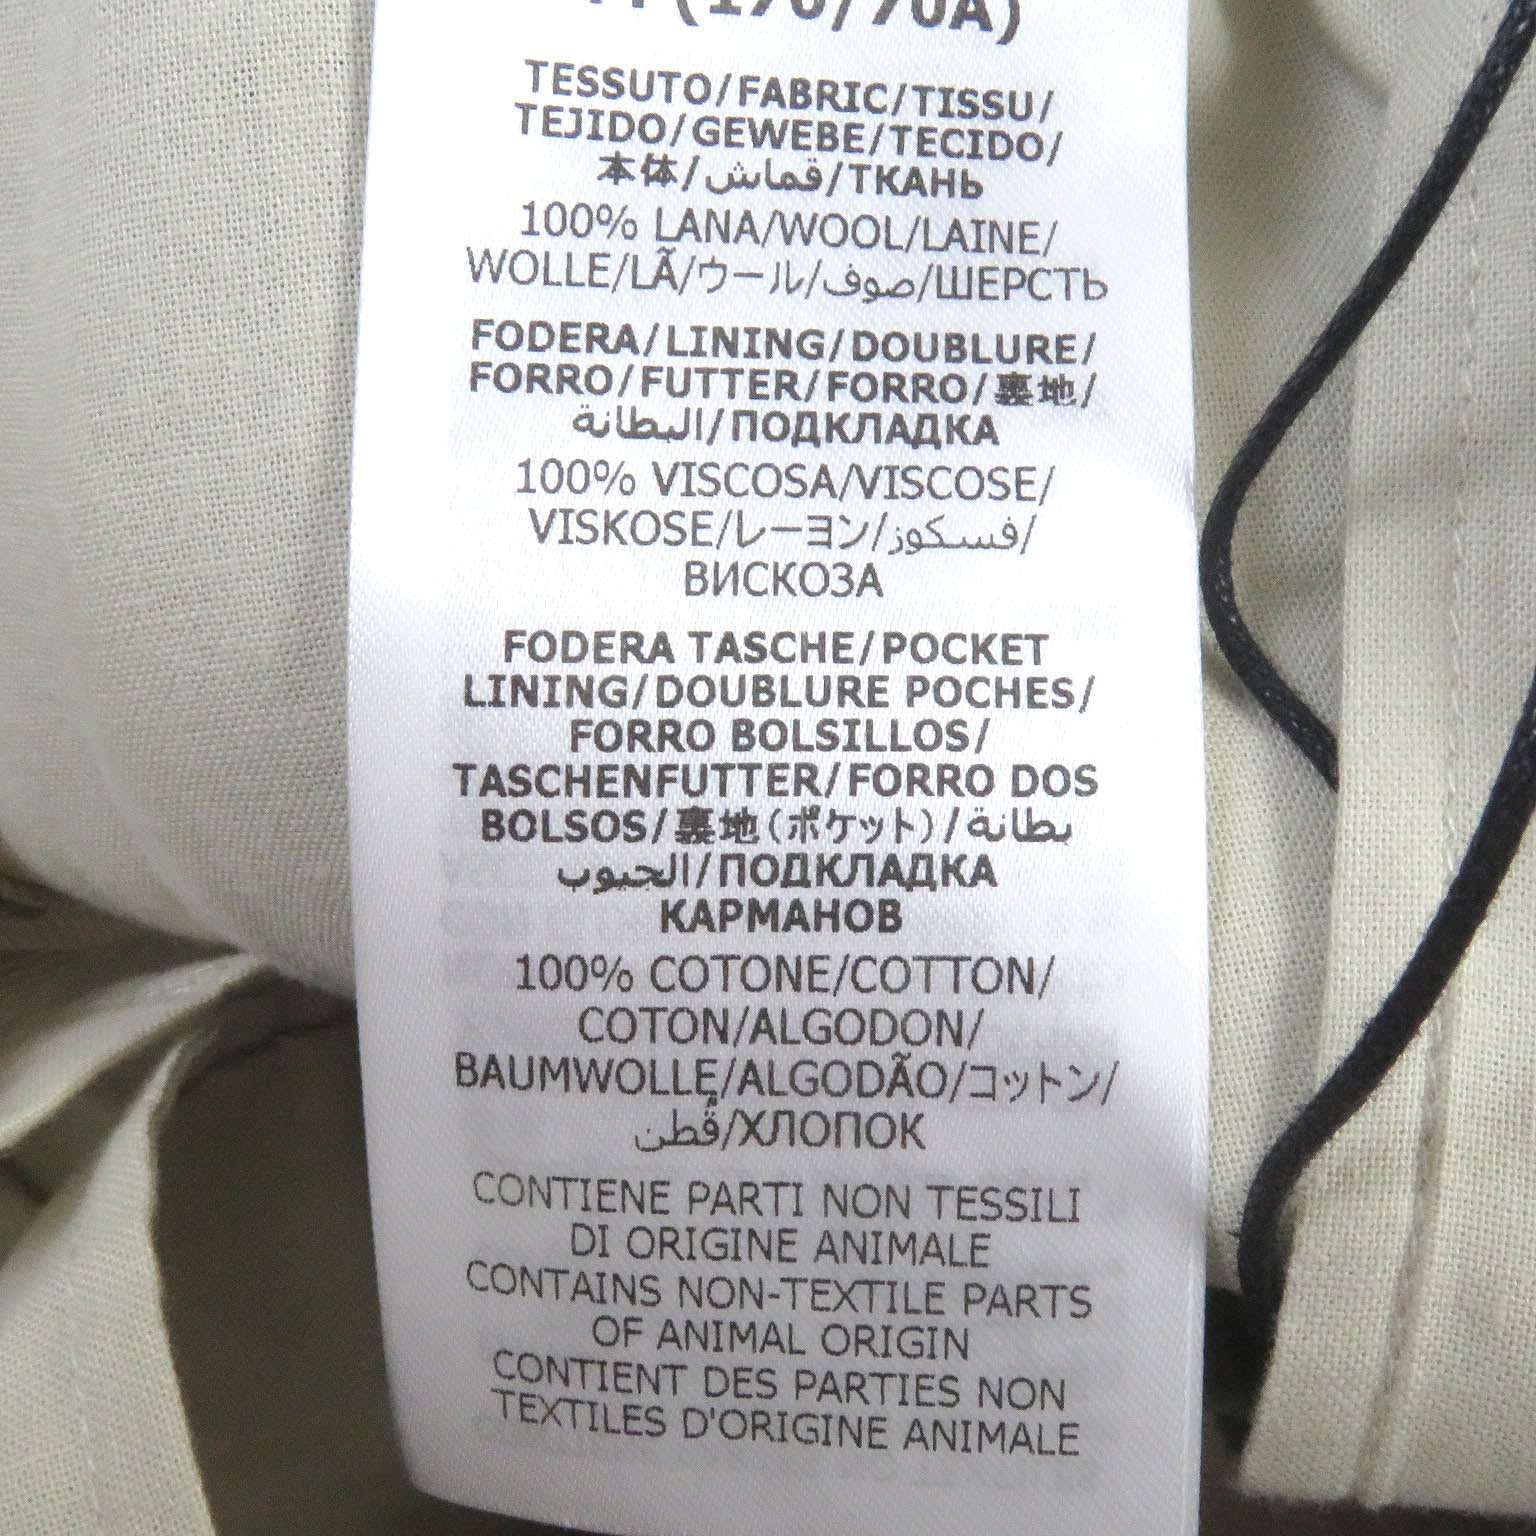 (170/70A)
TESSUTO/FABRIC/TISSU/
TEJIDO/GEWEBE/TECIDO/
本体/قماش/ТКАНЬ
100% LANA/WOOL/LAINE/
WOLLE/LÃ/ウール/صوف/ШЕРСТЬ
FODERA/LINING/DOUBLURE/
FORRO/FUTTER/FORRO/裏地/
البطانة/ПОДКЛАДКА
100% VISCOSA/VISCOSE/
VISKOSE/レーヨン/فسكوز/
ВИСКОЗА
FODERA TASCHE/POCKET
LINING/DOUBLURE POCHES/
FORRO BOLSILLOS/
TASCHENFUTTER/FORRO DOS
BOLSOS/裏地(ポケット)/بطانة
الجيوب/ПОДКЛАДКА
КАРМАНОВ
100% COTONE/COTTON/
COTON/ALGODON/
BAUMWOLLE/ALGODÃO/コットン/
قُطن/ХЛОПОК
CONTIENE PARTI NON TESSILI
DI ORIGINE ANIMALE
CONTAINS NON-TEXTILE PARTS
OF ANIMAL ORIGIN
CONTIENT DES PARTIES NON
TEXTILES D'ORIGINE ANIMALE